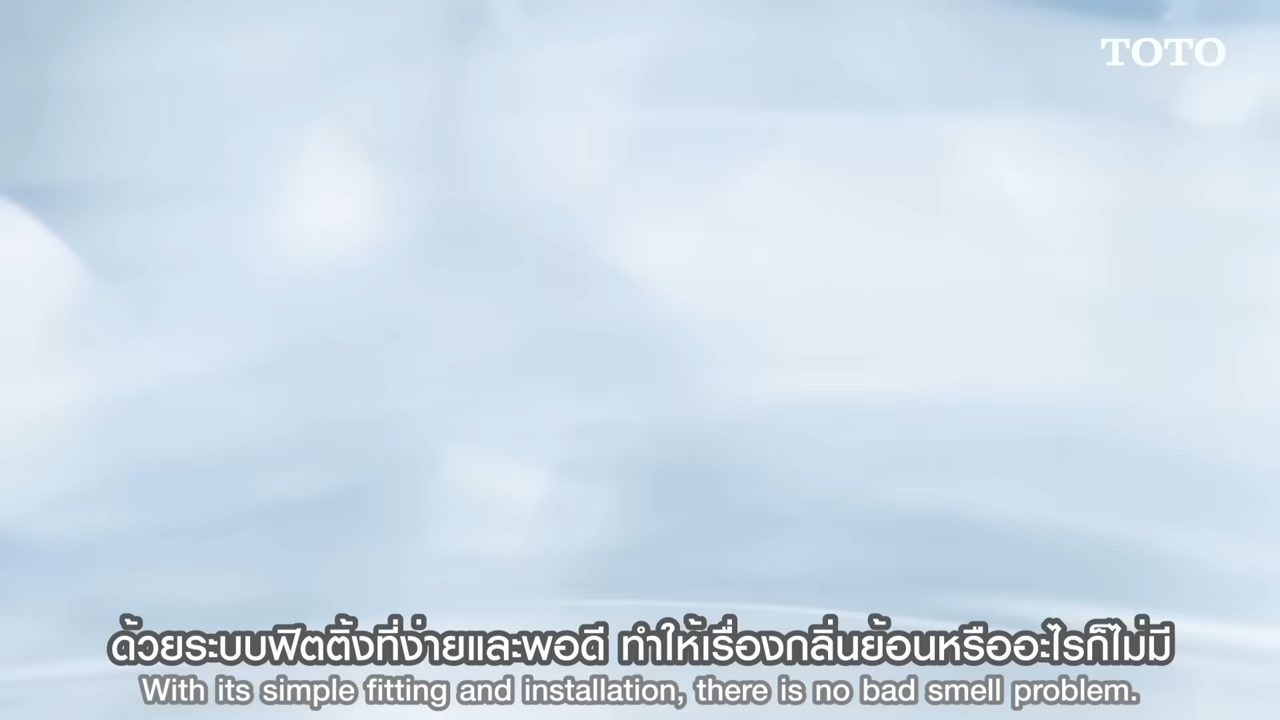 TOTO
ด้วยระบบฟิตติ้งที่ง่ายและพอดี ทำให้เรื่องกลิ่นย้อนหรืออะไรก็ไม่มี
With its simple fitting and installation, there is no bad smell problem.